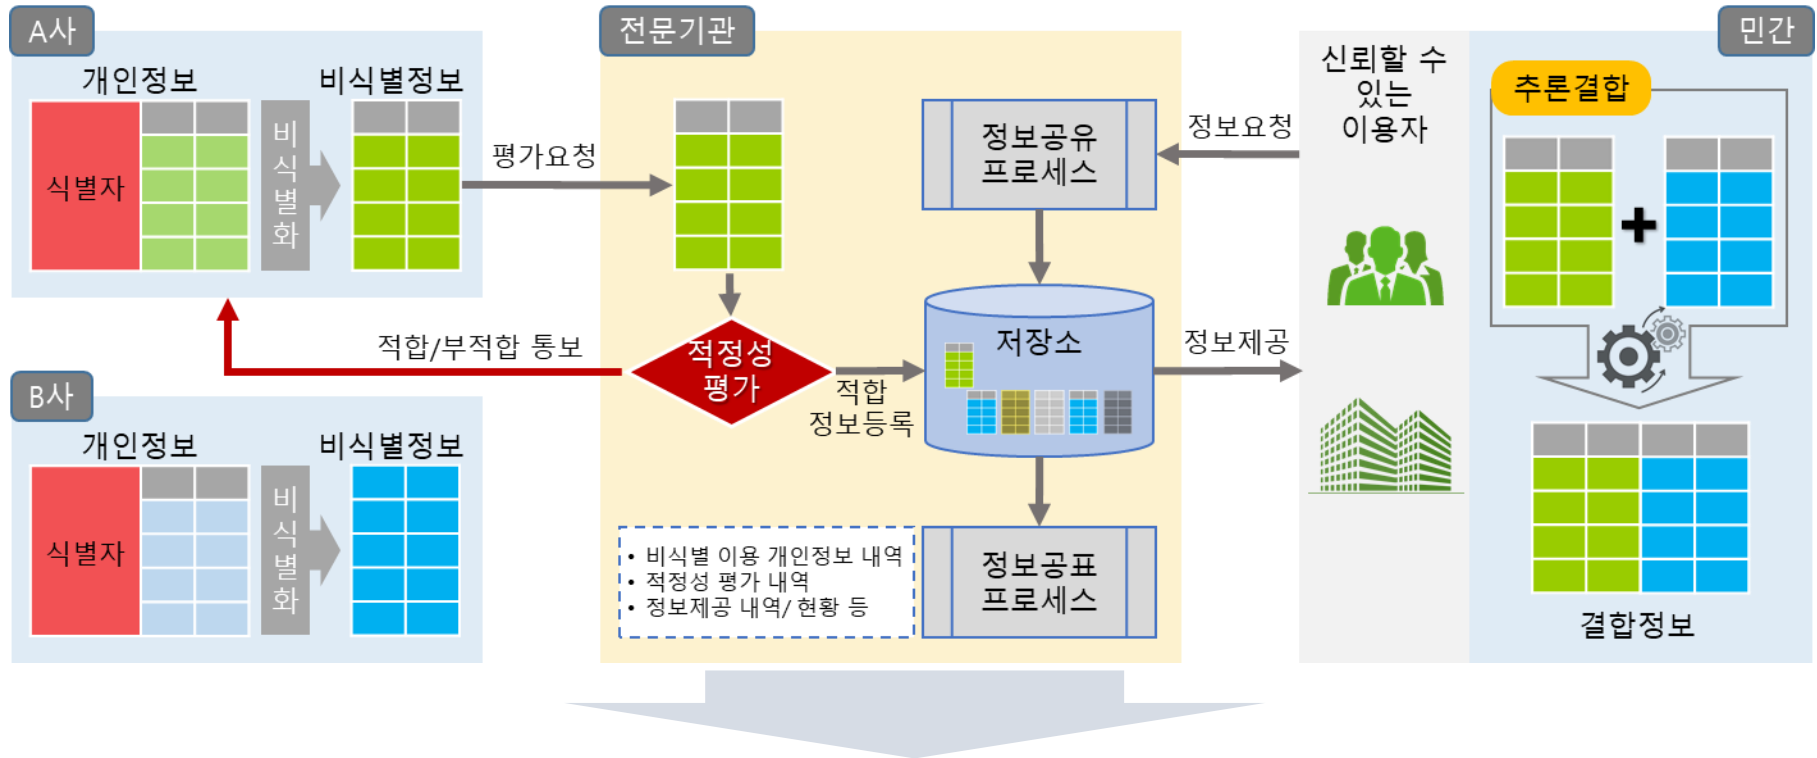 A사
개인정보
비식별정보
식별자
비
식
별
화
평가요청
적합/부적합 통보
B사
개인정보
비식별정보
식별자
비
식
별
화
전문기관
적정성
평가
적합
정보등록
정보공유
프로세스
저장소
정보공표
프로세스
• 비식별 이용 개인정보 내역
• 적정성 평가 내역
• 정보제공 내역/ 현황 등
정보요청
정보제공
신뢰할 수
있는
이용자
민간
추론결합
결합정보